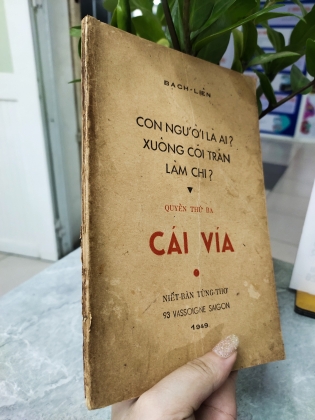 BẠCH-LIÊN
CON NGƯỜI LÀ AI?
XUỐNG CÕI TRẦN
LÀM CHI?
QUYỂN THỨ BA
CÁI VÍA
NIẾT-BÀN TÙNG-THƠ
93 VASSOIGNE SAIGON
1949